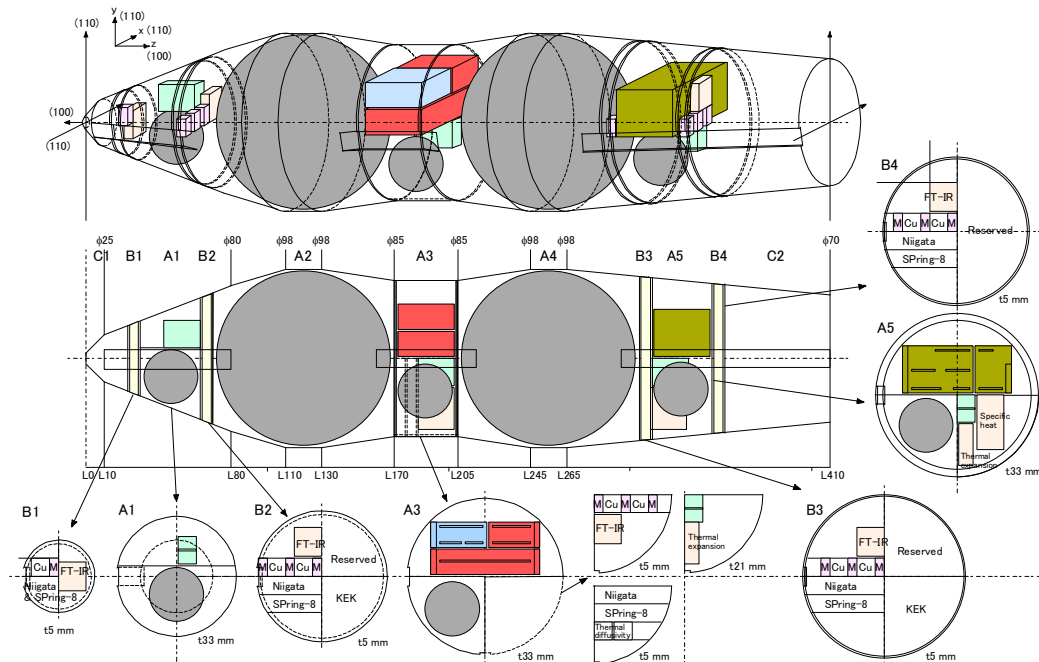 (110)
y (110)
x (110)
z
(100)
(100)
(110)
φ25
φ80
φ98
φ98
φ85
φ85
φ98
φ98
φ70
C1
B1
A1
B2
A2
A3
A4
B3
A5
B4
C2
L0
L10
L80
L110
L130
L170
L205
L245
L265
L410
B4
FT-IR
M Cu M Cu M
Reserved
Niigata
SPring-8
t5 mm
A5
Specific
heat
Thermal
expansion
t33 mm
B1
Cu M
FT-IR
Niigata
& SPring-8
t5 mm
A1
t33 mm
B2
FT-IR
Reserved
M Cu M Cu M
Niigata
SPring-8
KEK
t5 mm
A3
t33 mm
M Cu M Cu M
FT-IR
t5 mm
Thermal
expansion
t21 mm
Niigata
SPring-8
Thermal
diffusivity
t5 mm
B3
FT-IR
Reserved
M Cu M Cu M
Niigata
SPring-8
KEK
t5 mm